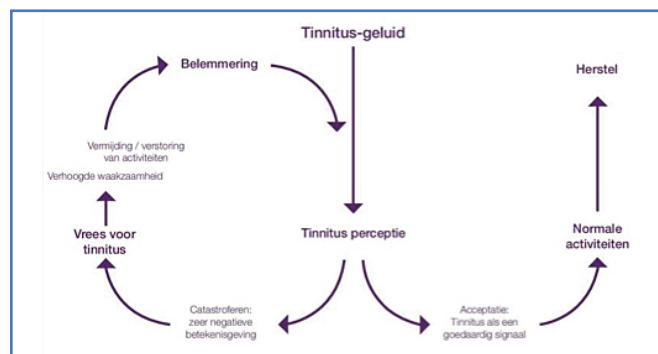 Tinnitus-geluid
Belemmering
Herstel
Vermijding / verstoring
van activiteiten
Verhoogde waakzaamheid
Vrees voor
tinnitus
Tinnitus perceptie
Normale
activiteiten
Catastroferen:
zeer negatieve
betekenisgeving
Acceptatie:
Tinnitus als een
goedaardig signaal